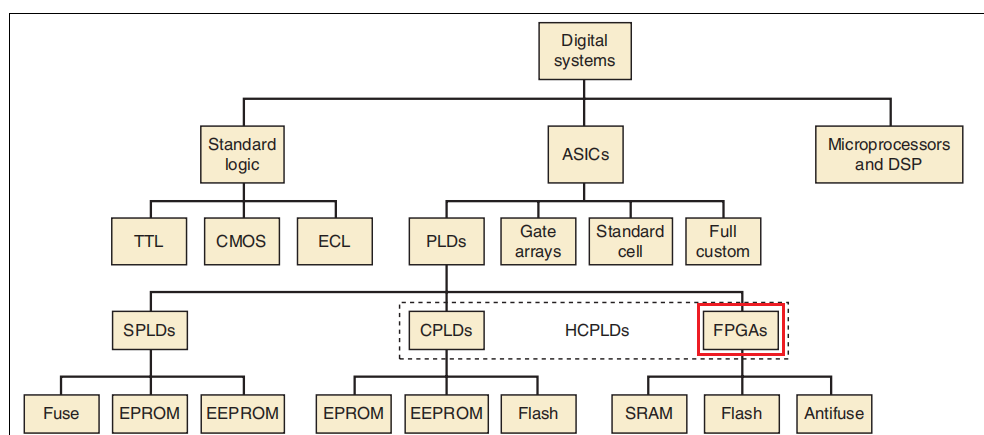 Digital
systems
Standard
logic
ASICs
Microprocessors
and DSP
TTL
CMOS
ECL
PLDs
Gate
arrays
Standard
cell
Full
custom
SPLDs
CPLDs
HCPLDs
FPGAs
Fuse
EPROM
EEPROM
EPROM
EEPROM
Flash
SRAM
Flash
Antifuse